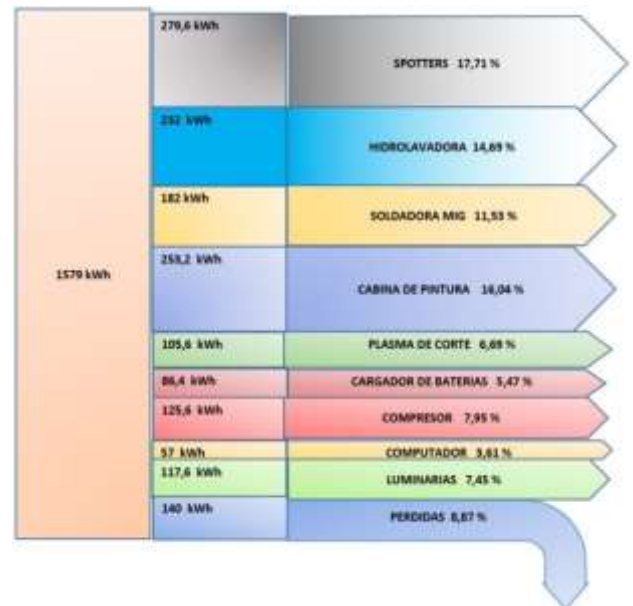 279,6 kWh
SPOTTERS 17,71 %
232 kWh
HIDROLAVADORA 14,69 %
182 kWh
SOLDADORA MIG 11,53 %
1579 kWh
253,2 kWh
CABINA DE PINTURA 16,04 %
105,6 kWh
PLASMA DE CORTE 6,69 %
86,4 kWh
CARGADOR DE BATERIAS 5,47 %
125,6 kWh
COMPRESOR 7,95 %
57 kWh
COMPUTADOR 3,61 %
117,6 kWh
LUMINARIAS 7,45 %
140 kWh
PERDIDAS 8,87 %